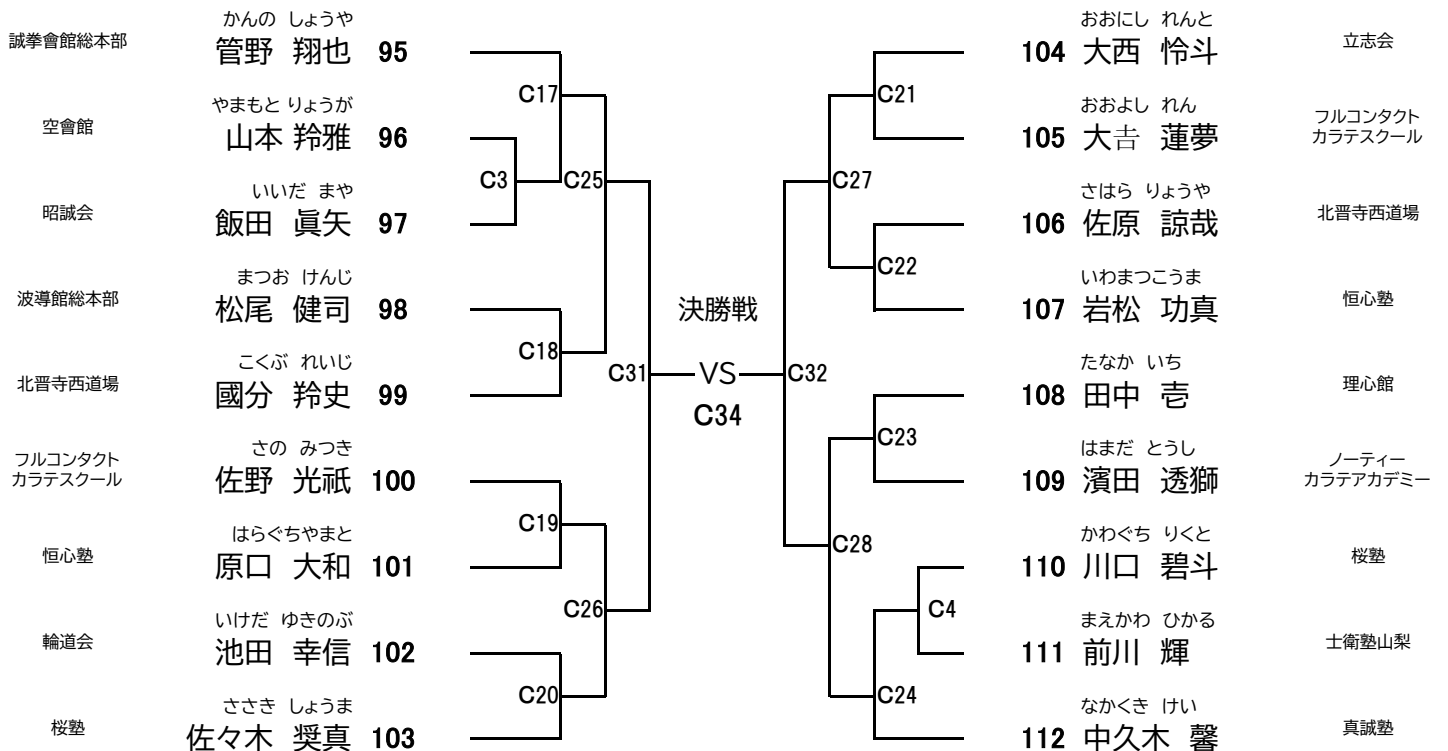 誠拳會館総本部
かんの しょうや
管野 翔也 95
空會館
やまもと りょうが
山本 羚雅 96
昭誠会
いいだ まや
飯田 眞矢 97
波導館総本部
まつお けんじ
松尾 健司 98
北晋寺西道場
こくぶ れいじ
國分 羚史 99
フルコンタクト
カラテスクール
さの みつき
佐野 光祇 100
恒心塾
はらぐちやまと
原口 大和 101
輪道会
いけだ ゆきのぶ
池田 幸信 102
桜塾
ささき しょうま
佐々木 奨真 103
C17
C3
C25
C18
C31
C19
C26
C20
決勝戦
VS
C34
C21
C27
C22
C32
C23
C28
C4
C24
おおにし れんと
104 大西 怜斗
立志会
おおよし れん
105 大𠮷 蓮夢
フルコンタクト
カラテスクール
さはら りょうや
106 佐原 諒哉
北晋寺西道場
いわまつこうま
107 岩松 功真
恒心塾
たなか いち
108 田中 壱
理心館
はまだ とうし
109 濱田 透獅
ノーティー
カラテアカデミー
かわぐち りくと
110 川口 碧斗
桜塾
まえかわ ひかる
111 前川 輝
士衛塾山梨
なかくき けい
112 中久木 馨
真誠塾